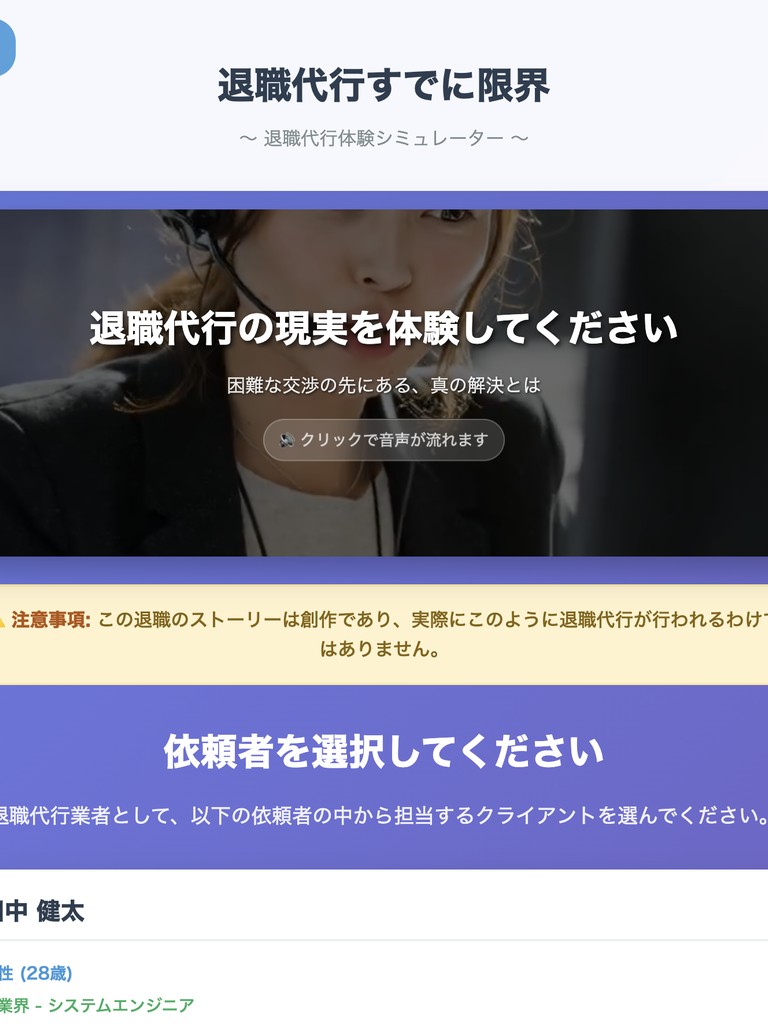 退職代行すでに限界
〜 退職代行体験シミュレーター 〜
退職代行の現実を体験してください
困難な交渉の先にある、真の解決とは
クリックで音声が流れます
注意事項: この退職のストーリーは創作であり、実際にこのように退職代行が行われるわけで
はありません。
依頼者を選択してください
退職代行業者として、以下の依頼者の中から担当するクライアントを選んでください。
中 健太
性 (28歳)
業界 - システムエンジニア